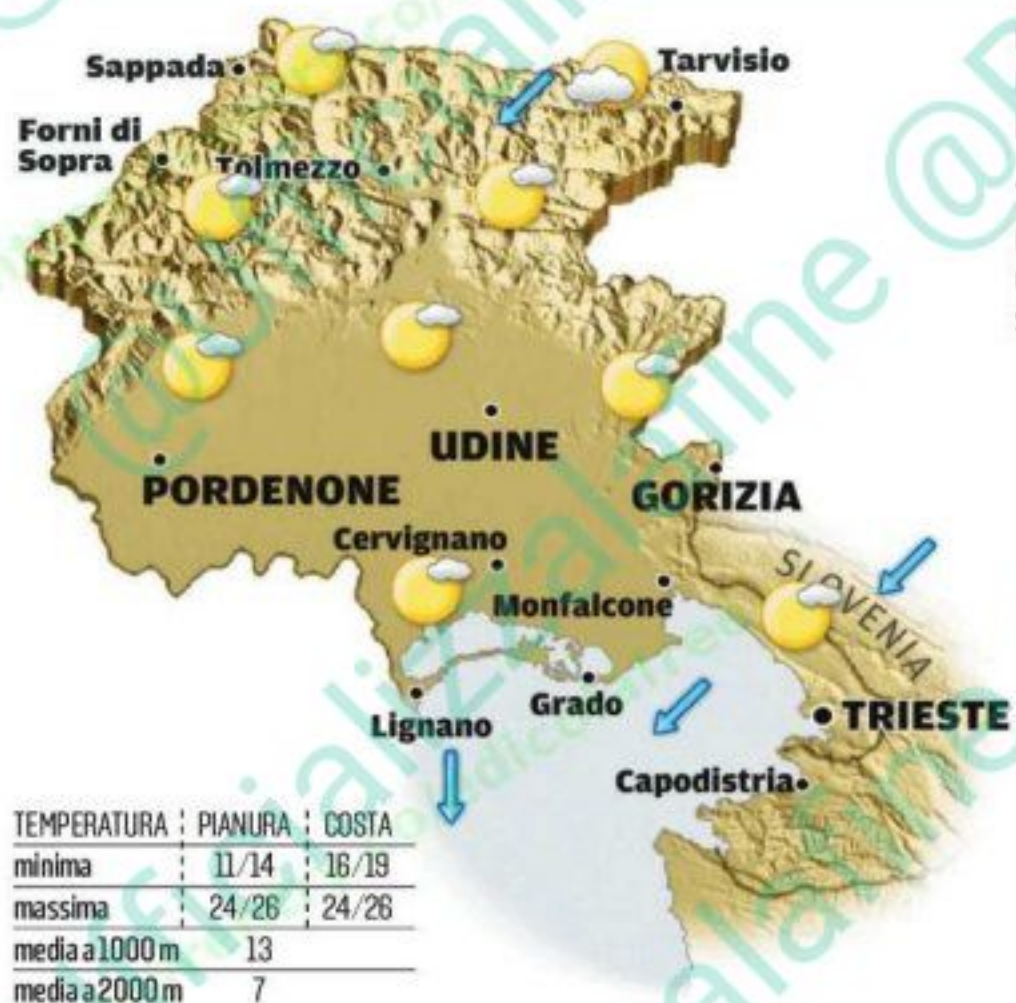 Sappada
Tarvisio
Forni di
Sopra
Tolmezzo
UDINE
PORDENONE
GORIZIA
Cervignano
SLOVENIA
Monfalcone
Grado
Lignano
TRIESTE
Capodistria
TEMPERATURA PIANURA COSTA
minima 11/14 16/19
massima 24/26 24/26
media a 1000 m 13
media a 2000 m 7